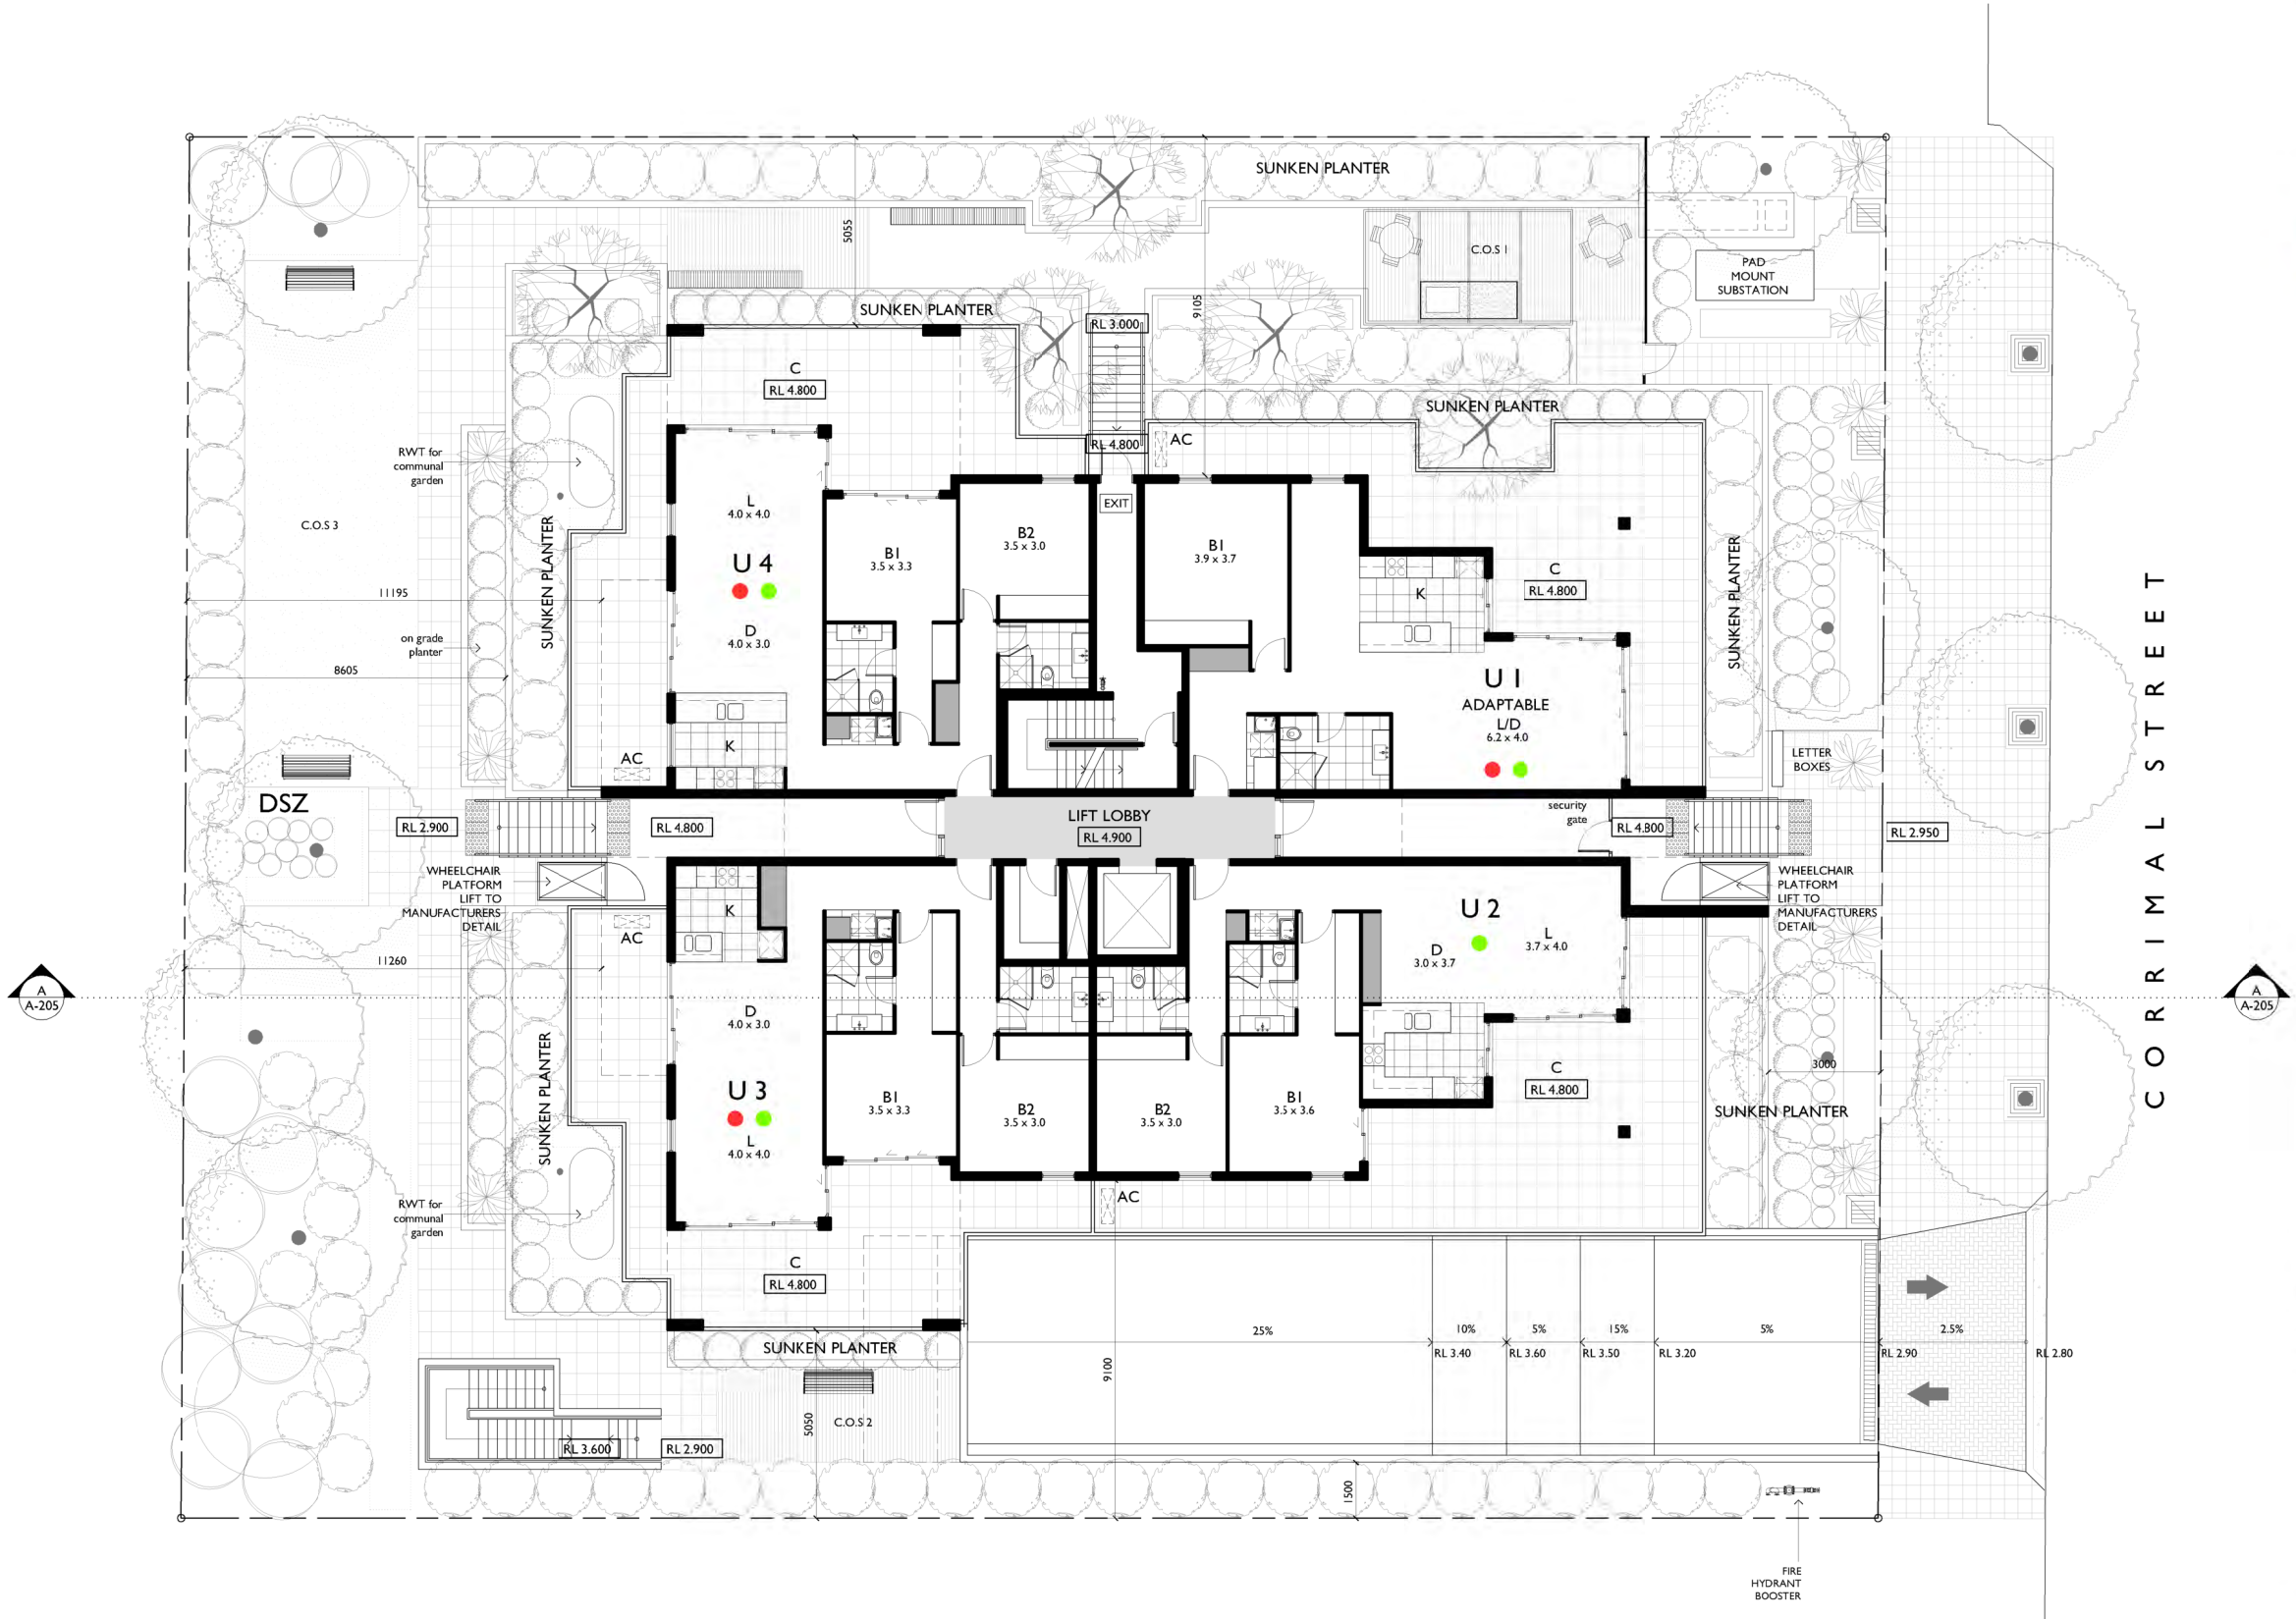 SUNKEN PLANTER
5055
9105
C.O.S 1
PAD
MOUNT
SUBSTATION
SUNKEN PLANTER
RL 3.000
C
RL 4.800
SUNKEN PLANTER
RL 4.800
AC
RWT for
communal
garden
L
4.0 x 4.0
EXIT
C.O.S 3
SUNKEN PLANTER
U 4
B1
3.5 x 3.3
B2
3.5 x 3.0
B1
3.9 x 3.7
K
C
RL 4.800
SUNKEN PLANTER
11195
D
4.0 x 3.0
on grade
planter
8605
U 1
ADAPTABLE
L/D
6.2 x 4.0
K
AC
LETTER
BOXES
CORRIMAL STREET
DSZ
RL 2.900
RL 4.800
LIFT LOBBY
RL 4.900
security
gate
RL 4.800
RL 2.950
WHEELCHAIR
PLATFORM
LIFT TO
MANUFACTURERS
DETAIL
WHEELCHAIR
PLATFORM
LIFT TO
MANUFACTURERS
DETAIL
K
AC
U 2
L
3.7 x 4.0
D
3.0 x 3.7
11260
A
A-205
A
A-205
D
4.0 x 3.0
SUNKEN PLANTER
U 3
L
4.0 x 4.0
B1
3.5 x 3.3
B2
3.5 x 3.0
B2
3.5 x 3.0
B1
3.5 x 3.6
C
RL 4.800
3000
SUNKEN PLANTER
RWT for
communal
garden
AC
C
RL 4.800
SUNKEN PLANTER
25%
10%
5%
15%
5%
2.5%
RL 3.40
RL 3.60
RL 3.50
RL 3.20
RL 2.90
RL 2.80
9100
5050
C.O.S 2
RL 3.600
RL 2.900
1500
FIRE
HYDRANT
BOOSTER